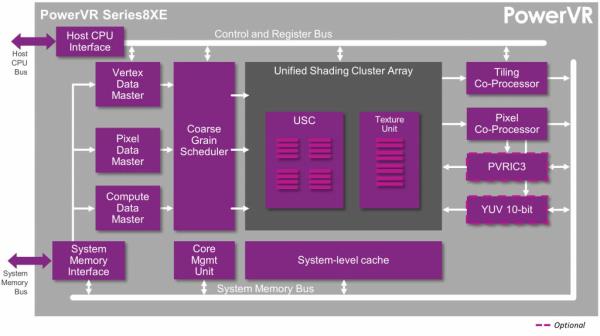 PowerVR Series8XE
PowerVR
Host CPU
Interface
Control and Register Bus
Host
CPU
Bus
Vertex
Data
Master
Coarse
Grain
Scheduler
Unified Shading Cluster Array
Tiling
Co-Processor
USC
Texture
Unit
Pixel
Co-Processor
Pixel
Data
Master
PVRIC3
Compute
Data
Master
YUV 10-bit
System
Memory
Interface
Core
Mgmt
Unit
System-level cache
System
Memory
Bus
System Memory Bus
Optional